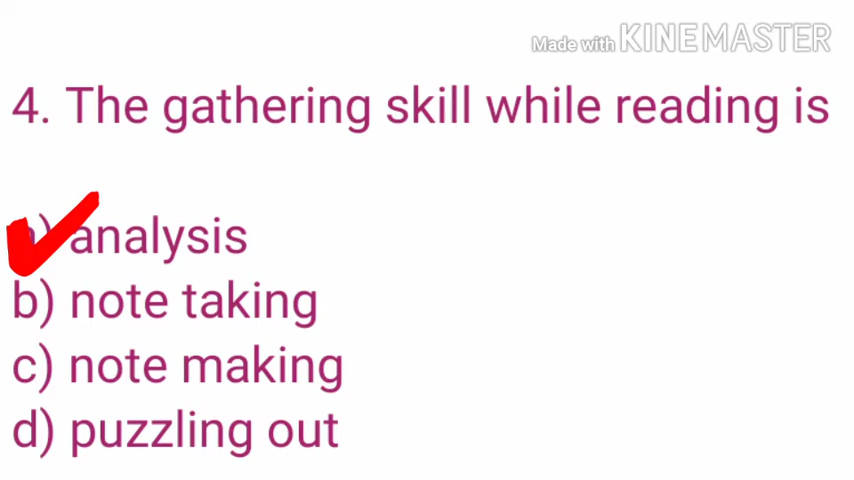 Made with KINEMASTER
4. The gathering skill while reading is
a) analysis
b) note taking
c) note making
d) puzzling out